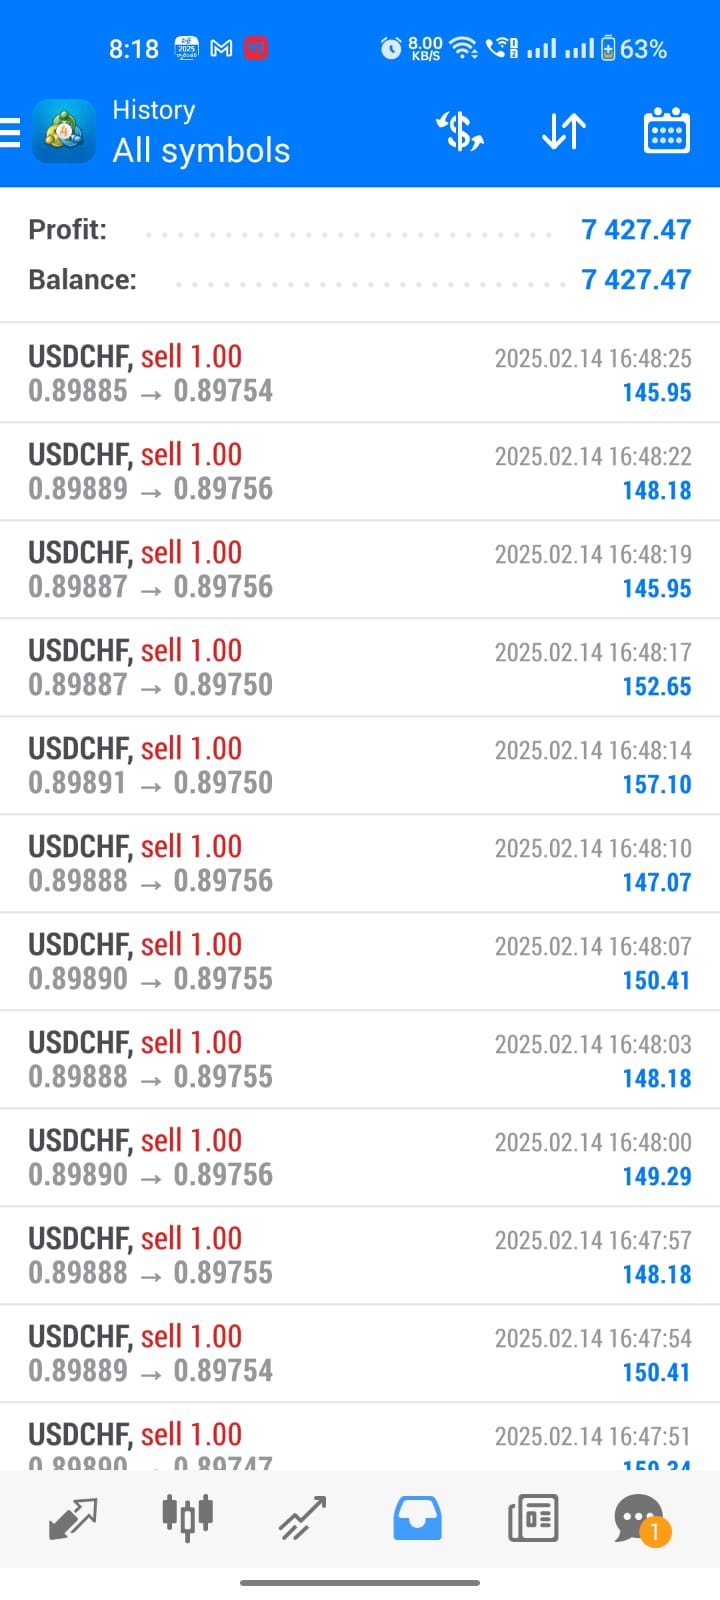 8:18
8.00
KB/S
63%
History
All symbols
Profit: 7 427.47
Balance: 7 427.47
USDCHF, sell 1.00 2025.02.14 16:48:25
0.89885 → 0.89754 145.95
USDCHF, sell 1.00 2025.02.14 16:48:22
0.89889 → 0.89756 148.18
USDCHF, sell 1.00 2025.02.14 16:48:19
0.89887 → 0.89756 145.95
USDCHF, sell 1.00 2025.02.14 16:48:17
0.89887 → 0.89750 152.65
USDCHF, sell 1.00 2025.02.14 16:48:14
0.89891 → 0.89750 157.10
USDCHF, sell 1.00 2025.02.14 16:48:10
0.89888 → 0.89756 147.07
USDCHF, sell 1.00 2025.02.14 16:48:07
0.89890 → 0.89755 150.41
USDCHF, sell 1.00 2025.02.14 16:48:03
0.89888 → 0.89755 148.18
USDCHF, sell 1.00 2025.02.14 16:48:00
0.89890 → 0.89756 149.29
USDCHF, sell 1.00 2025.02.14 16:47:57
0.89888 → 0.89755 148.18
USDCHF, sell 1.00 2025.02.14 16:47:54
0.89889 → 0.89754 150.41
USDCHF, sell 1.00 2025.02.14 16:47:51
0.89890 → 0.89747 159.34
1